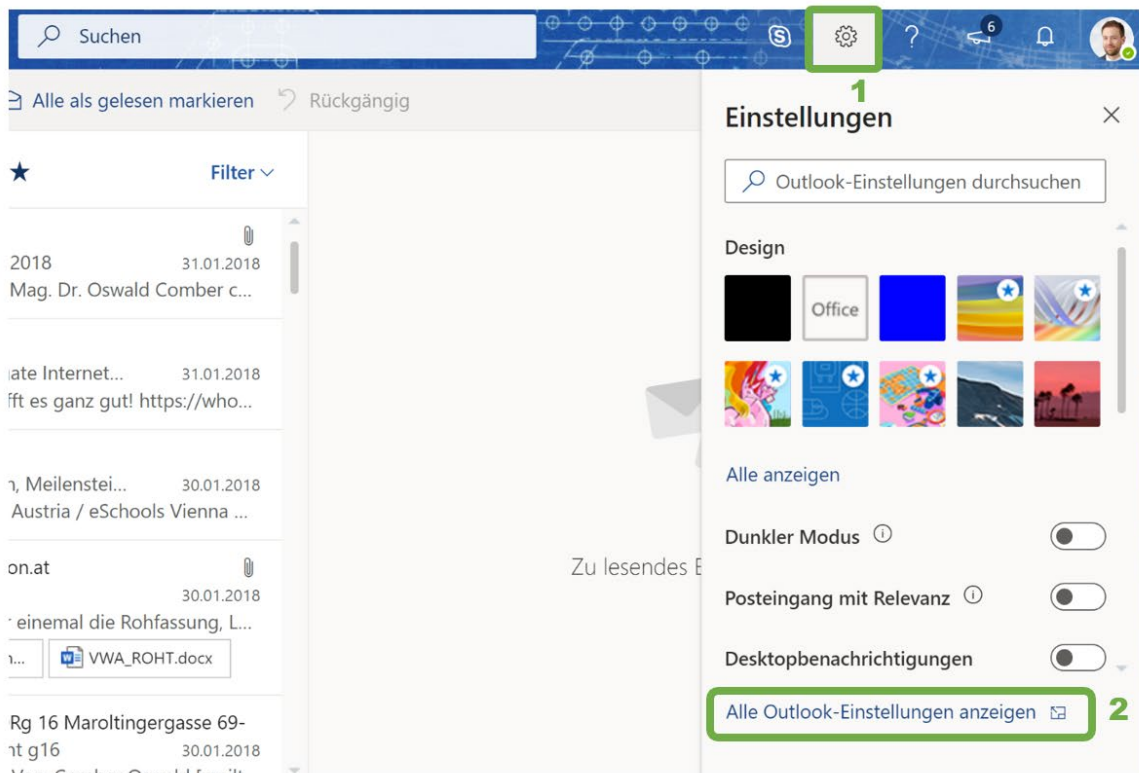 Suchen
6
1
Alle als gelesen markieren Rückgängig
Einstellungen
Filter
Outlook-Einstellungen durchsuchen
2018 31.01.2018
Mag. Dr. Oswald Comber c...
Design
Office
iate Internet... 31.01.2018
fft es ganz gut! https://who...
n, Meilenstei... 30.01.2018
Austria / eSchools Vienna ...
Alle anzeigen
Dunkler Modus
on.at
Zu lesendes E
30.01.2018
einemal die Rohfassung, L...
Posteingang mit Relevanz
VWA_ROHT.docx
Desktopbenachrichtigungen
Alle Outlook-Einstellungen anzeigen 2
Rg 16 Maroltingergasse 69-
nt g16 30.01.2018